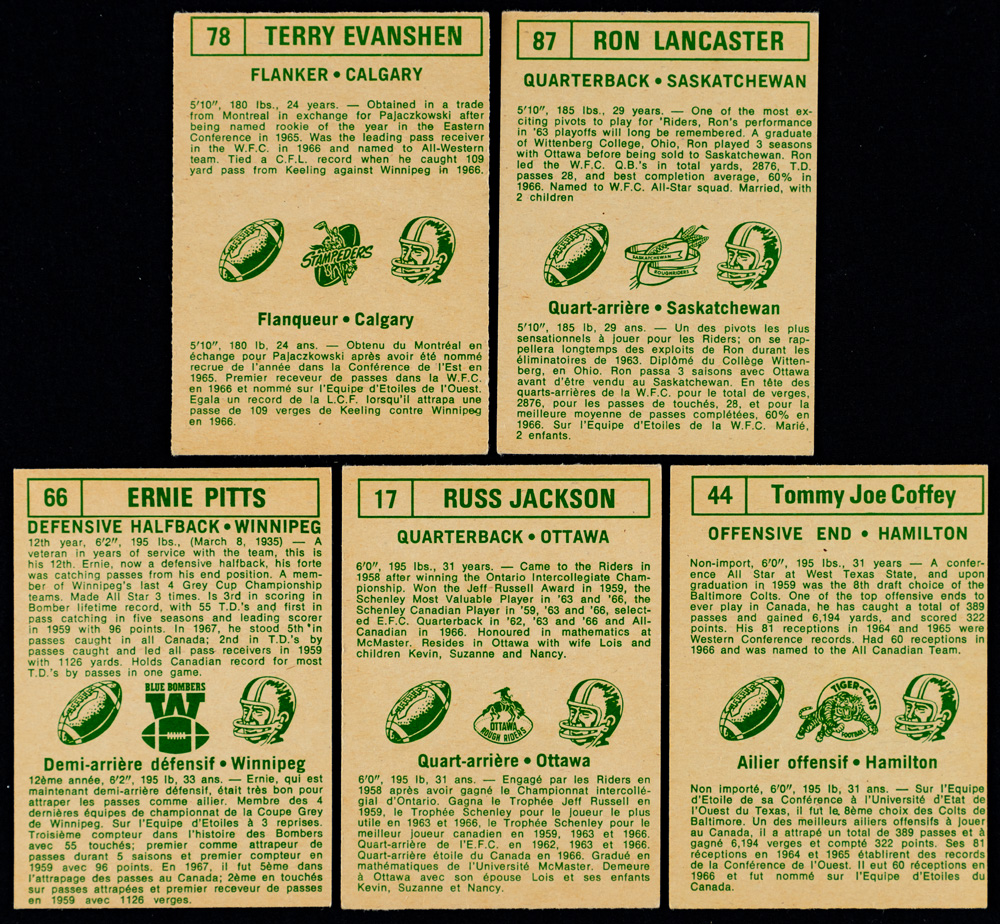 78 TERRY EVANSHEN
FLANKER • CALGARY
5'10", 180 lbs., 24 years. — Obtained in a trade
from Montreal in exchange for Pajaczkowski after
being named rookie of the year in the Eastern
Conference in 1965. Was the leading pass receiver
in the W.F.C. in 1966 and named to All-Western
team. Tied a C.F.L. record when he caught 109
yard pass from Keeling against Winnipeg in 1966.
STAMPEDERS
Flanqueur • Calgary
5'10", 180 lb. 24 ans. — Obtenu du Montréal en
échange pour Pajaczkowski après avoir été nommé
recrue de l'année dans la Conférence de l'Est en
1965. Premier receveur de passes dans la W.F.C.
en 1966 et nommé sur l'Equipe d'Etoiles de l'Ouest.
Egala un record de la L.C.F. lorsqu'il attrapa une
passe de 109 verges de Keeling contre Winnipeg
en 1966.
87 RON LANCASTER
QUARTERBACK • SASKATCHEWAN
5'10", 185 lbs., 29 years. — One of the most ex-
citing pivots to play for 'Riders, Ron's performance
in '63 playoffs will long be remembered. A graduate
of Wittenberg College, Ohio, Ron played 3 seasons
with Ottawa before being sold to Saskatchewan. Ron
led the W.F.C. Q.B.'s in total yards, 2876, T.D.
passes 28, and best completion average, 60% in
1966. Named to W.F.C. All-Star squad. Married, with
2 children
SASKATCHEWAN
ROUGHRIDERS
Quart-arrière • Saskatchewan
5'10", 185 lb, 29 ans. — Un des pivots les plus
sensationnels à jouer pour les Riders; on se rap-
pellera longtemps des exploits de Ron durant les
éliminatoires de 1963. Diplômé du Collège Witten-
berg, en Ohio. Ron passa 3 saisons avec Ottawa
avant d'être vendu au Saskatchewan. En tête des
quarts-arrières de la W.F.C. pour le total de verges,
2876, pour les passes de touchés, 28, et pour la
meilleure moyenne de passes complétées, 60% en
1966. Sur l'Equipe d'Etoiles de la W.F.C. Marié,
2 enfants.
66 ERNIE PITTS
DEFENSIVE HALFBACK • WINNIPEG
12th year, 6'2", 195 lbs., (March 8, 1935) — A
veteran in years of service with the team, this is
his 12th. Ernie, now a defensive halfback, his forte
was catching passes from his end position. A mem-
ber of Winnipeg's last 4 Grey Cup Championship
teams. Made All Star 3 times. Is 3rd in scoring in
Bomber lifetime record, with 55 T.D.'s and first in
pass catching in five seasons and leading scorer
in 1959 with 96 points. In 1967, he stood 5th in
passes caught in all Canada; 2nd in T.D.'s by
passes caught and led all pass receivers in 1959
with 1126 yards. Holds Canadian record for most
T.D.'s by passes in one game.
BLUE BOMBERS
W
Demi-arrière défensif • Winnipeg
12ème année, 6'2", 195 lb, 33 ans. — Ernie, qui est
maintenant demi-arrière défensif, était très bon pour
attraper les passes comme ailier. Membre des 4
dernières équipes de championnat de la Coupe Grey
de Winnipeg. Sur l'Equipe d'Etoiles à 3 reprises.
Troisième compteur dans l'histoire des Bombers
avec 55 touchés; premier comme attrapeur de
passes durant 5 saisons et premier compteur en
1959 avec 96 points. En 1967, il fut 5ème dans
l'attrapage des passes au Canada; 2ème en touchés
sur passes attrapées et premier receveur de passes
en 1959 avec 1126 verges.
17 RUSS JACKSON
QUARTERBACK • OTTAWA
6'0", 195 lbs., 31 years. — Came to the Riders in
1958 after winning the Ontario Intercollegiate Cham-
pionship. Won the Jeff Russell Award in 1959, the
Schenley Most Valuable Player in '63 and '66, the
Schenley Canadian Player in '59, '63 and '66, select-
ed E.F.C. Quarterback in '62, '63 and '66 and All-
Canadian in 1966. Honoured in mathematics at
McMaster. Resides in Ottawa with wife Lois and
children Kevin, Suzanne and Nancy.
OTTAWA
ROUGH RIDERS
Quart-arrière • Ottawa
6'0", 195 lb, 31 ans. — Engagé par les Riders en
1958 après avoir gagné le Championnat intercollé-
gial d'Ontario. Gagna le Trophée Jeff Russell en
1959, le Trophée Schenley pour le joueur le plus
utile en 1963 et 1966, le Trophée Schenley pour le
meilleur joueur canadien en 1959, 1963 et 1966.
Quart-arrière de l'E.F.C. en 1962, 1963 et 1966.
Quart-arrière étoile du Canada en 1966. Gradué en
mathématiques de l'Université McMaster. Demeure
à Ottawa avec son épouse Lois et ses enfants
Kevin, Suzanne et Nancy.
44 Tommy Joe Coffey
OFFENSIVE END • HAMILTON
Non-import, 6'0", 195 lbs., 31 years — A confer-
ence All Star at West Texas State and upon
graduation in 1959 was the 8th draft choice of the
Baltimore Colts. One of the top offensive ends to
ever play in Canada, he has caught a total of 389
passes and gained 6,194 yards, and scored 322
points. His 81 receptions in 1964 and 1965 were
Western Conference records. Had 60 receptions in
1966 and was named to the All Canadian Team.
TIGER-CATS
FOOTBALL
Ailier offensif • Hamilton
Non importé, 6'0", 195 lb, 31 ans. — Sur l'Equipe
d'Etoile de sa Conférence à l'Université d'Etat de
l'Ouest du Texas, il fut le 8ème choix des Colts de
Baltimore. Un des meilleurs ailiers offensifs à jouer
au Canada, il a attrapé un total de 389 passes et à
gagné 6,194 verges et compté 322 points. Ses 81
réceptions en 1964 et 1965 établirent des records
de la Conférence de l'Ouest. Il eut 60 réceptions en
1966 et fut nommé sur l'Equipe d'Etoiles du
Canada.